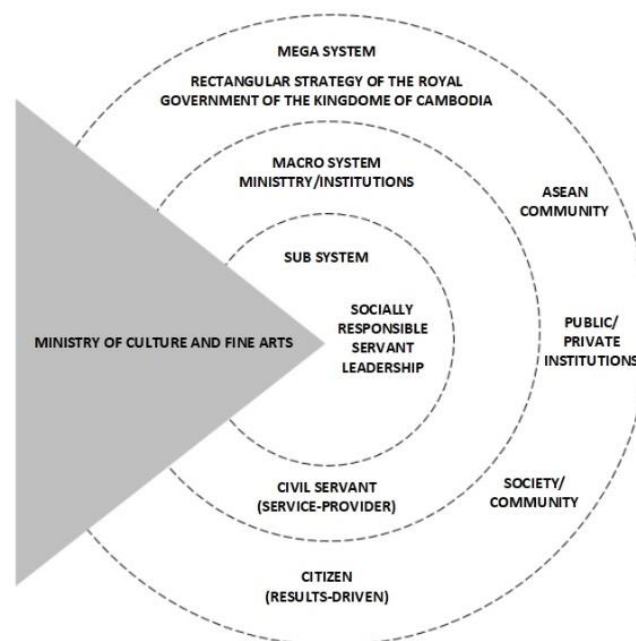 MEGA SYSTEM
RECTANGULAR STRATEGY OF THE ROYAL
GOVERNMENT OF THE KINGDOME OF CAMBODIA
MACRO SYSTEM
MINISTTRY/INSTITUTIONS
ASEAN
COMMUNITY
SUB SYSTEM
SOCIALLY
RESPONSIBLE
SERVANT
LEADERSHIP
MINISTRY OF CULTURE AND FINE ARTS
PUBLIC/
PRIVATE
INSTITUTIONS
CIVIL SERVANT
(SERVICE-PROVIDER)
SOCIETY/
COMMUNITY
CITIZEN
(RESULTS-DRIVEN)